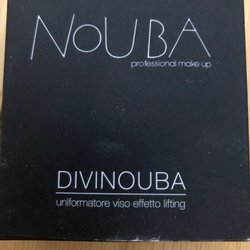 NOUBA
professional make up
DIVINOUBA
uniformatore viso effetto lifting